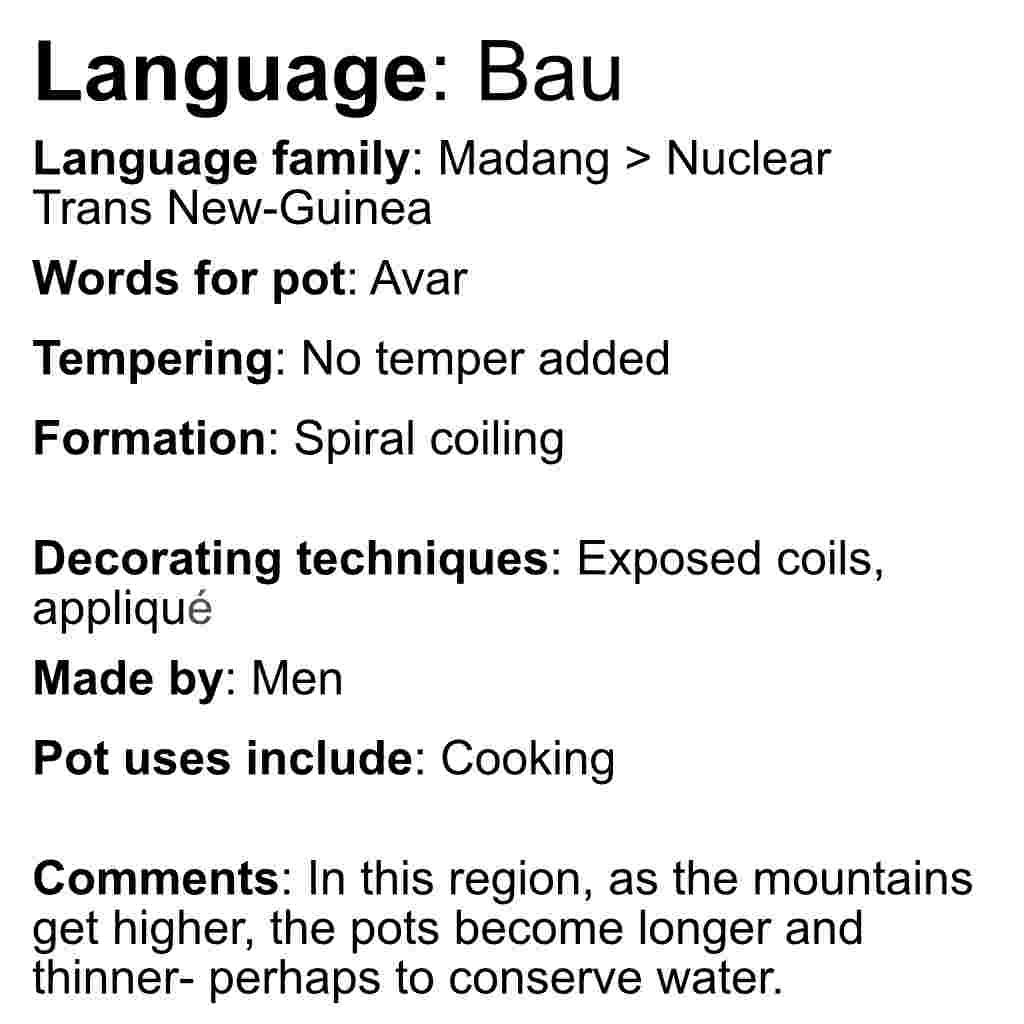 Language: Bau
Language family: Madang > Nuclear
Trans New-Guinea
Words for pot: Avar
Tempering: No temper added
Formation: Spiral coiling
Decorating techniques: Exposed coils,
appliqué
Made by: Men
Pot uses include: Cooking
Comments: In this region, as the mountains
get higher, the pots become longer and
thinner- perhaps to conserve water.